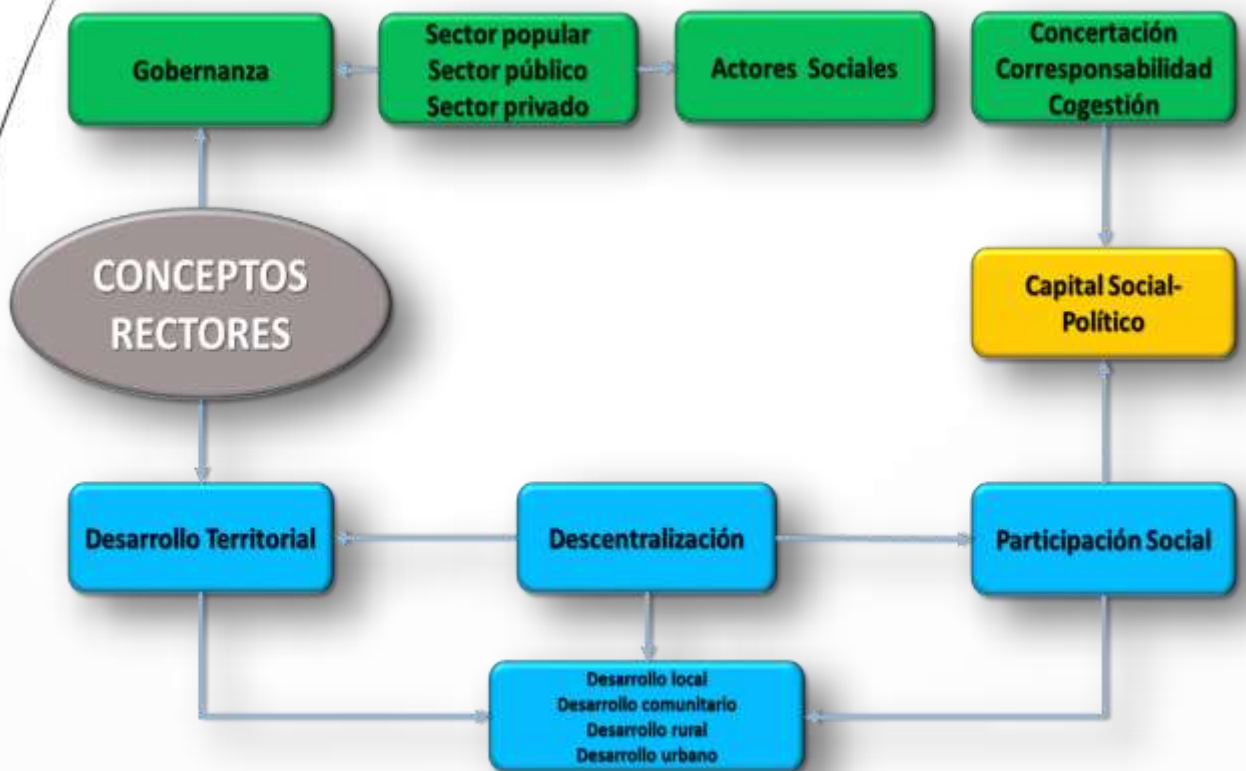 Gobernanza
Sector popular
Sector público
Sector privado
Actores Sociales
Concertación
Corresponsabilidad
Cogestión
CONCEPTOS
RECTORES
Capital Social-
Político
Desarrollo Territorial
Descentralización
Participación Social
Desarrollo local
Desarrollo comunitario
Desarrollo rural
Desarrollo urbano